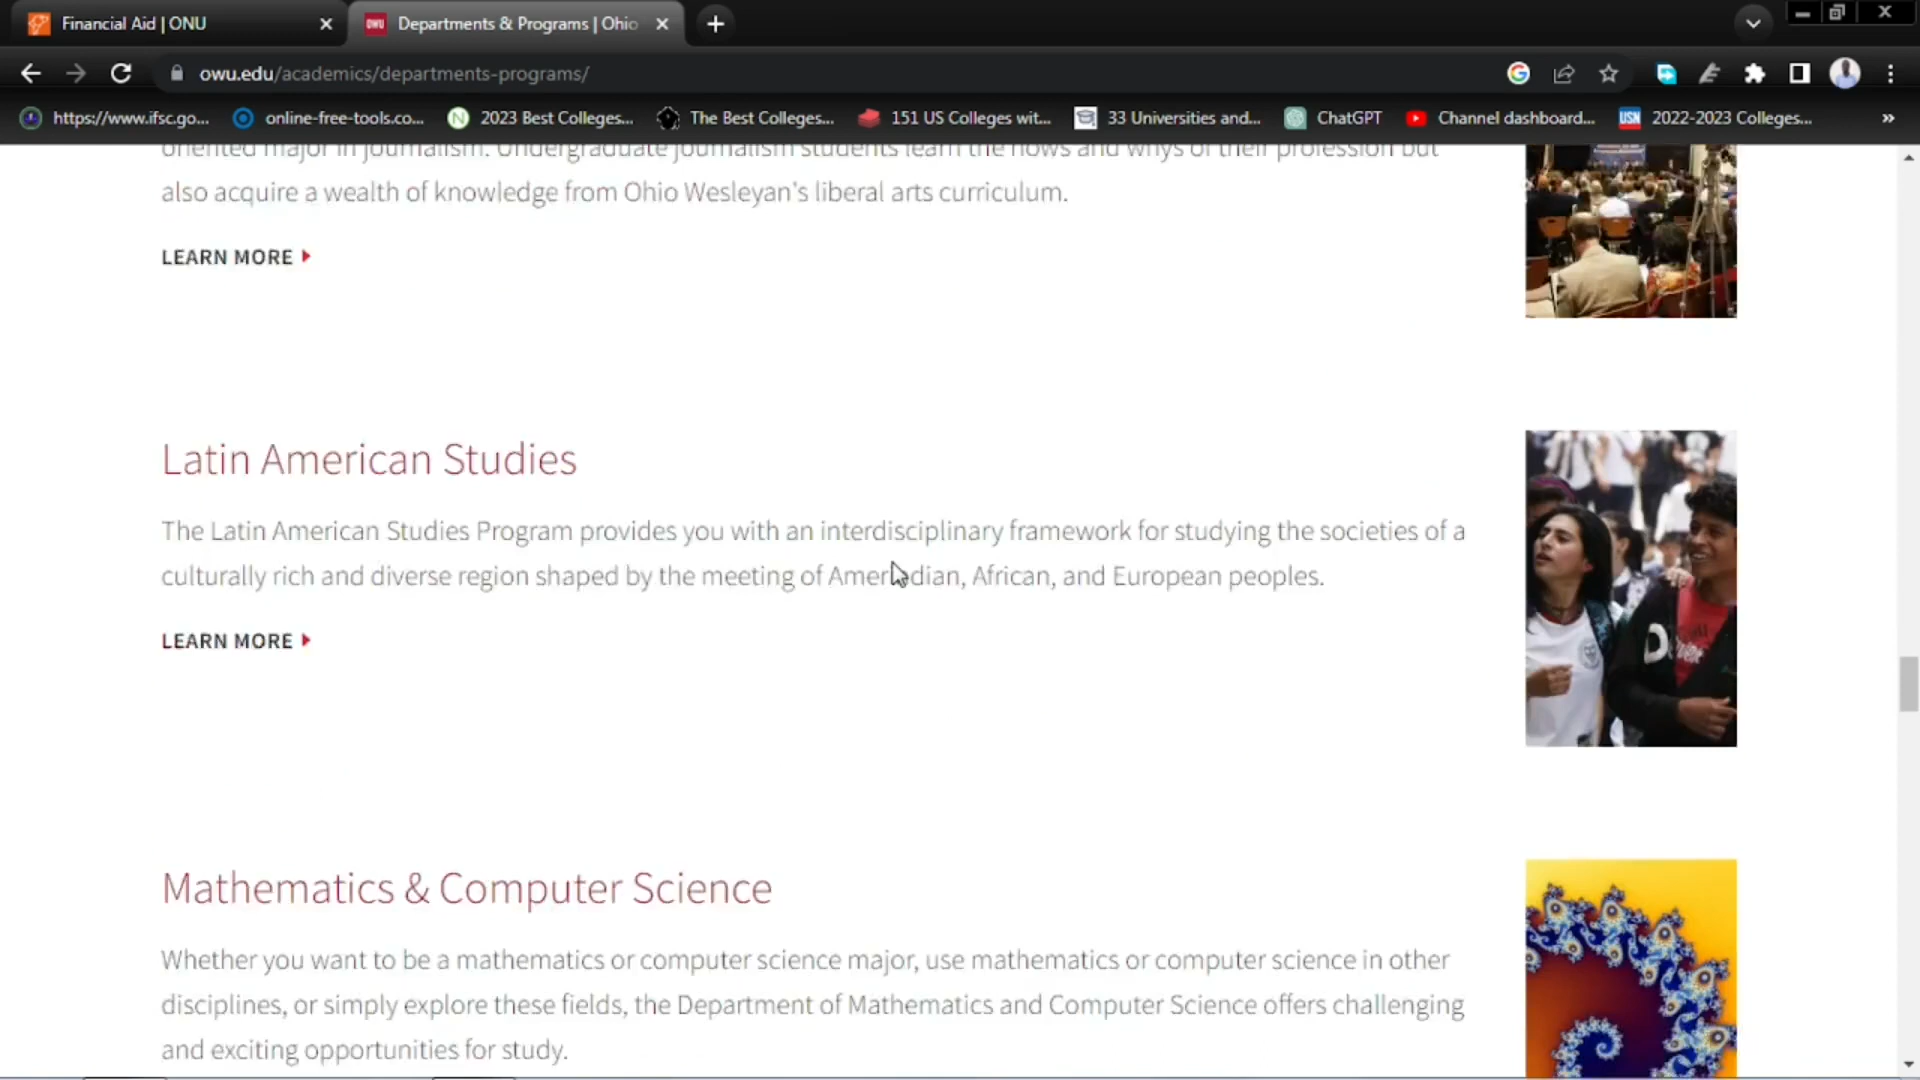 Financial Aid | ONU
OWU Departments & Programs | Ohio
owu.edu/academics/departments-programs/
https://www.ifsc.go... online-free-tools.co... N 2023 Best Colleges... The Best Colleges... 151 US Colleges wit... 33 Universities and... ChatGPT Channel dashboard... USN 2022-2023 Colleges... »
oriented major in journalism. Undergraduate journalism students learn the hows and whys of their profession but
also acquire a wealth of knowledge from Ohio Wesleyan's liberal arts curriculum.
LEARN MORE
Latin American Studies
The Latin American Studies Program provides you with an interdisciplinary framework for studying the societies of a
culturally rich and diverse region shaped by the meeting of Amerindian, African, and European peoples.
LEARN MORE
Mathematics & Computer Science
Whether you want to be a mathematics or computer science major, use mathematics or computer science in other
disciplines, or simply explore these fields, the Department of Mathematics and Computer Science offers challenging
and exciting opportunities for study.